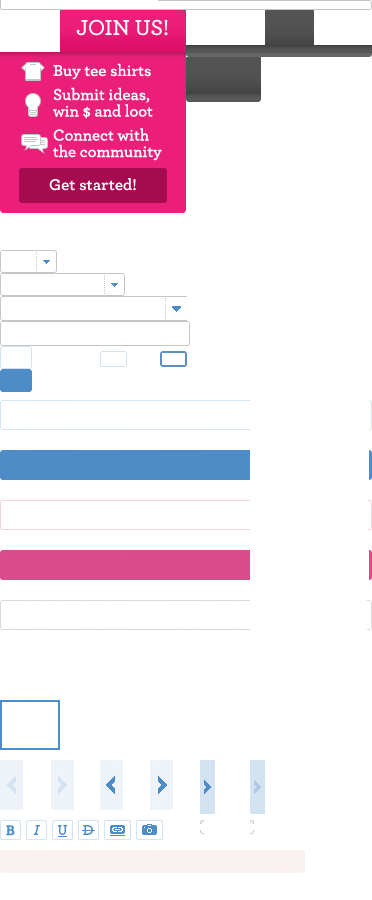 JOIN US!
Buy tee shirts
Submit ideas,
win $ and loot
Connect with
the community
Get started!
B I U D